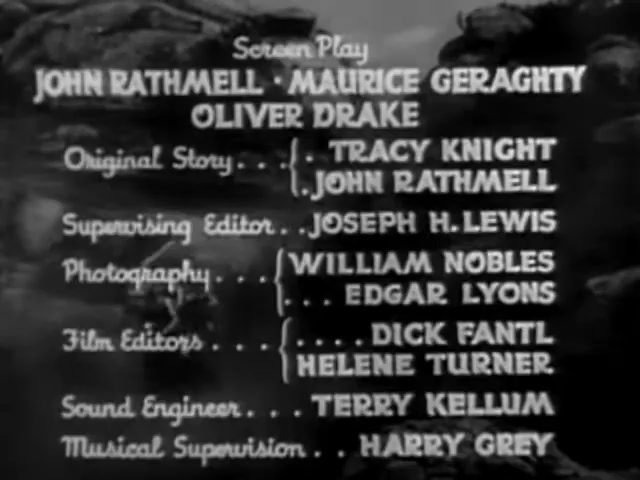 Screen Play
JOHN RATHMELL · MAURICE GERAGHTY
OLIVER DRAKE
Original Story . . . { . TRACY KNIGHT
. JOHN RATHMELL
Supervising Editor . . JOSEPH H. LEWIS
Photography . . . { WILLIAM NOBLES
. . . EDGAR LYONS
Film Editors . . . { . . . . DICK FANTL
HELENE TURNER
Sound Engineer . . . TERRY KELLUM
Musical Supervision . . HARRY GREY